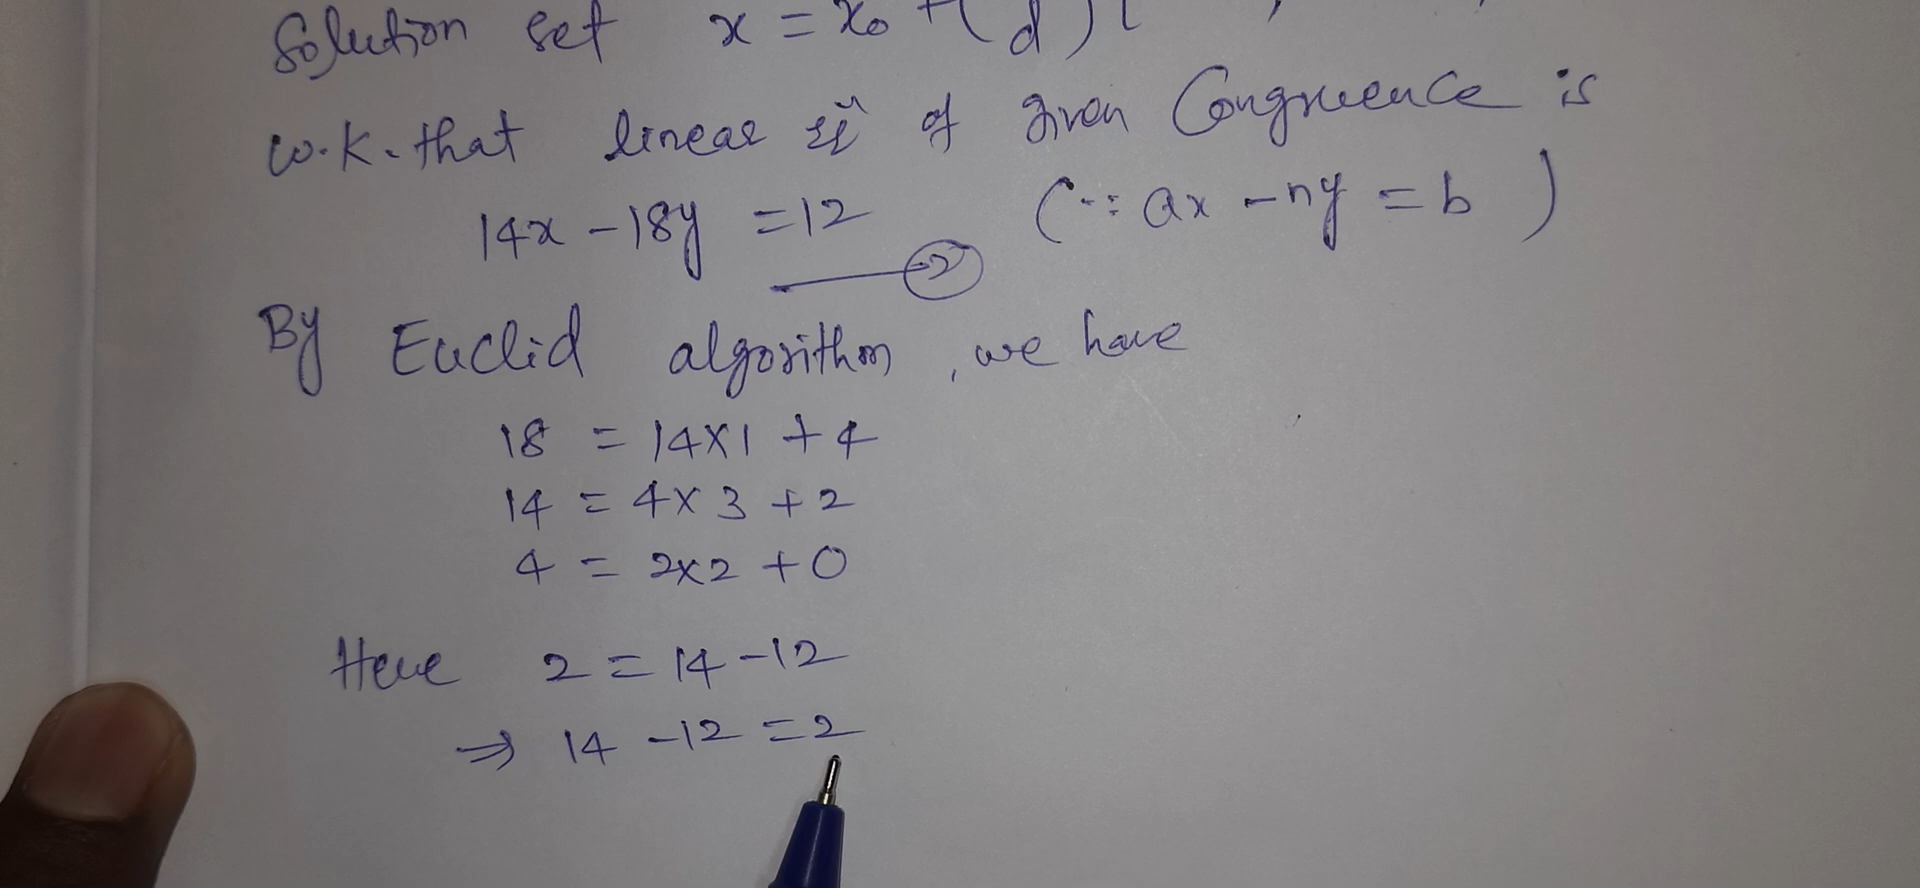 Solution set x = x₀ + ( d ) t
w.k. that linear of given Congruence is
14x - 18y = 12 (∵ ax - ny = b )
2
By Euclid algorithm, we have
18 = 14×1 + 4
14 = 4×3 + 2
4 = 2×2 + 0
Here 2 = 14 - 12
⇒ 14 - 12 = 2